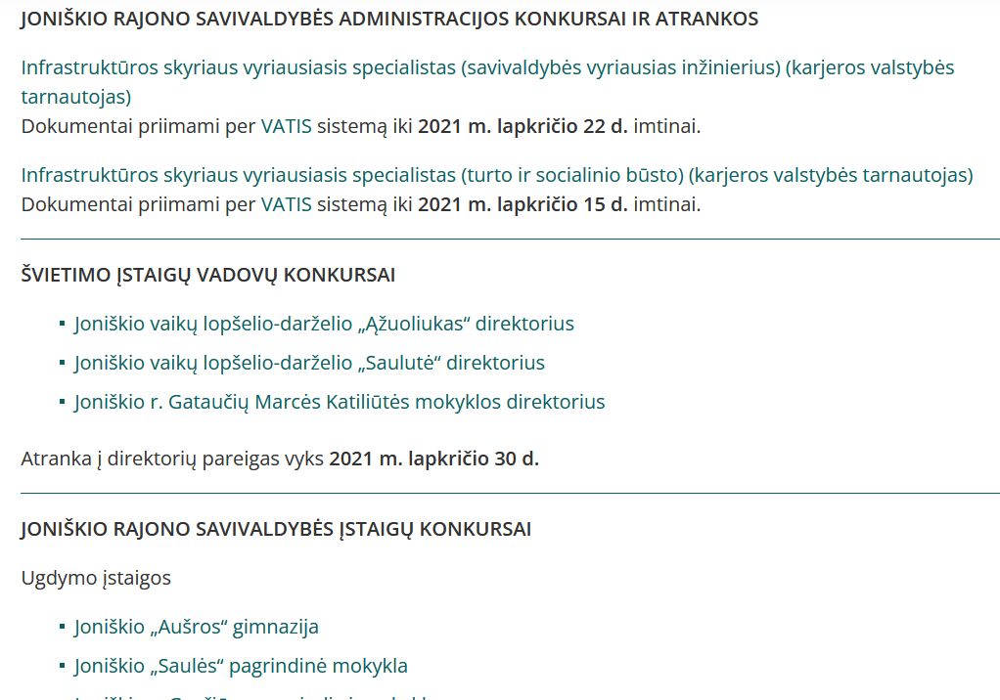 JONIŠKIO RAJONO SAVIVALDYBĖS ADMINISTRACIJOS KONKURSAI IR ATRANKOS
Infrastruktūros skyriaus vyriausiasis specialistas (savivaldybės vyriausias inžinierius) (karjeros valstybės
tarnautojas)
Dokumentai priimami per VATIS sistemą iki 2021 m. lapkričio 22 d. imtinai.
Infrastruktūros skyriaus vyriausiasis specialistas (turto ir socialinio būsto) (karjeros valstybės tarnautojas)
Dokumentai priimami per VATIS sistemą iki 2021 m. lapkričio 15 d. imtinai.
ŠVIETIMO ĮSTAIGŲ VADOVŲ KONKURSAI
▪ Joniškio vaikų lopšelio-darželio „Ąžuoliukas“ direktorius
▪ Joniškio vaikų lopšelio-darželio „Saulutė“ direktorius
▪ Joniškio r. Gataučių Marcės Katiliūtės mokyklos direktorius
Atranka į direktorių pareigas vyks 2021 m. lapkričio 30 d.
JONIŠKIO RAJONO SAVIVALDYBĖS ĮSTAIGŲ KONKURSAI
Ugdymo įstaigos
▪ Joniškio „Aušros“ gimnazija
▪ Joniškio „Saulės“ pagrindinė mokykla